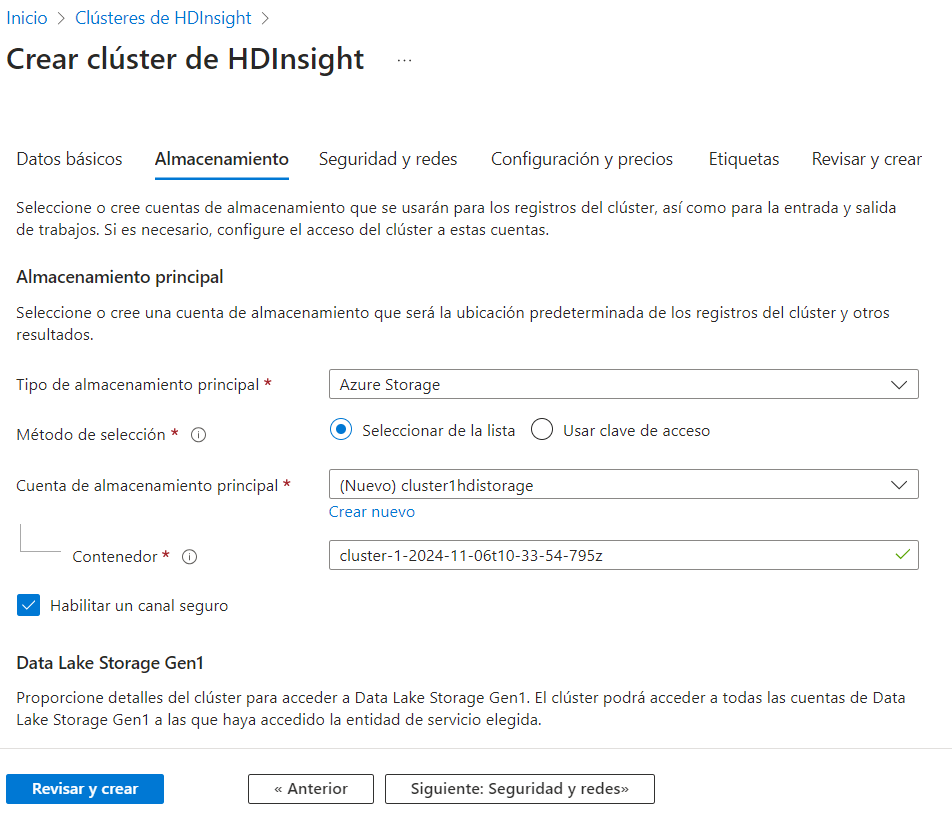 Inicio > Clústeres de HDInsight >
Crear clúster de HDInsight ...
Datos básicos Almacenamiento Seguridad y redes Configuración y precios Etiquetas Revisar y crear
Seleccione o cree cuentas de almacenamiento que se usarán para los registros del clúster, así como para la entrada y salida
de trabajos. Si es necesario, configure el acceso del clúster a estas cuentas.
Almacenamiento principal
Seleccione o cree una cuenta de almacenamiento que será la ubicación predeterminada de los registros del clúster y otros
resultados.
Tipo de almacenamiento principal * Azure Storage
Método de selección * Seleccionar de la lista Usar clave de acceso
Cuenta de almacenamiento principal * (Nuevo) cluster1hdistorage
Crear nuevo
Contenedor * cluster-1-2024-11-06t10-33-54-795z
Habilitar un canal seguro
Data Lake Storage Gen1
Proporcione detalles del clúster para acceder a Data Lake Storage Gen1. El clúster podrá acceder a todas las cuentas de Data
Lake Storage Gen1 a las que haya accedido la entidad de servicio elegida.
Revisar y crear « Anterior Siguiente: Seguridad y redes»